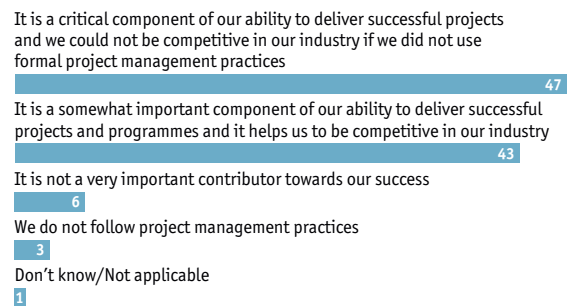 It is a critical component of our ability to deliver successful projects
and we could not be competitive in our industry if we did not use
formal project management practices
47
It is a somewhat important component of our ability to deliver successful
projects and programmes and it helps us to be competitive in our industry
43
It is not a very important contributor towards our success
6
We do not follow project management practices
3
Don’t know/Not applicable
1